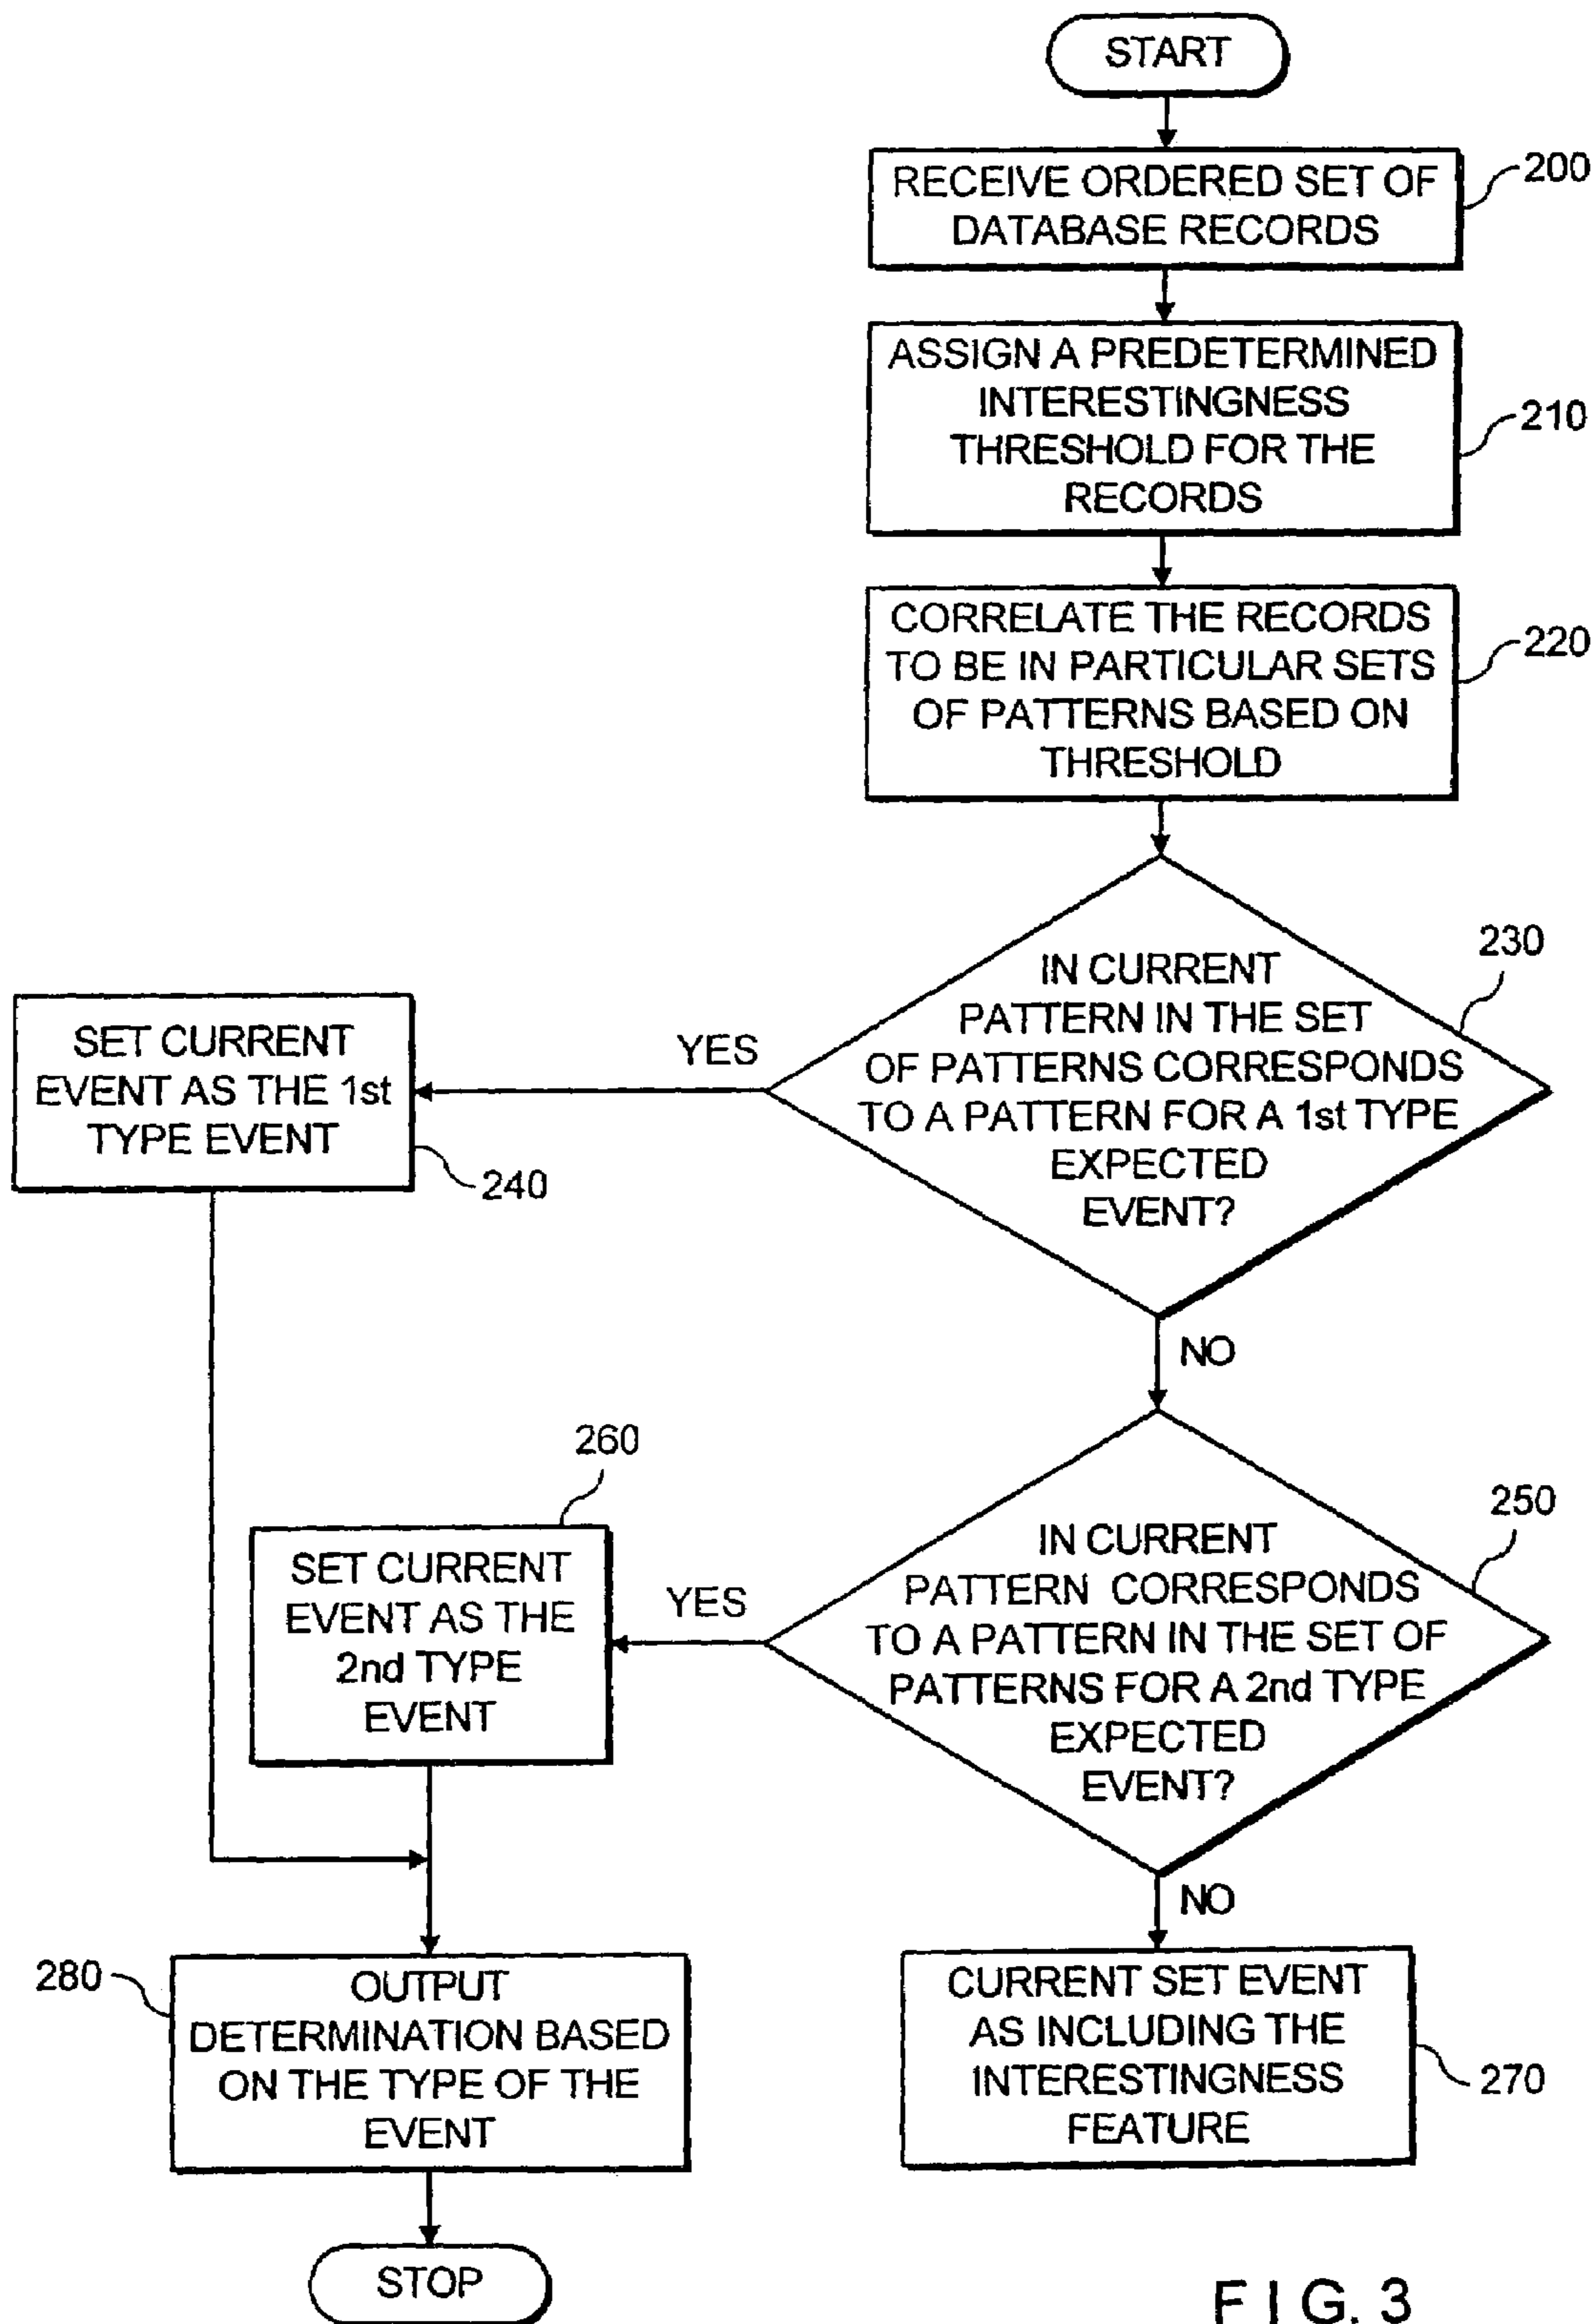 START
RECEIVE ORDERED SET OF
DATABASE RECORDS
200
ASSIGN A PREDETERMINED
INTERESTINGNESS
THRESHOLD FOR THE
RECORDS
210
CORRELATE THE RECORDS
TO BE IN PARTICULAR SETS
OF PATTERNS BASED ON
THRESHOLD
220
IN CURRENT
PATTERN IN THE SET
OF PATTERNS CORRESPONDS
TO A PATTERN FOR A 1st TYPE
EXPECTED
EVENT?
230
YES
SET CURRENT
EVENT AS THE 1st
TYPE EVENT
240
NO
IN CURRENT
PATTERN CORRESPONDS
TO A PATTERN IN THE SET OF
PATTERNS FOR A 2nd TYPE
EXPECTED
EVENT?
250
YES
260
SET CURRENT
EVENT AS THE
2nd TYPE
EVENT
NO
CURRENT SET EVENT
AS INCLUDING THE
INTERESTINGNESS
FEATURE
270
280
OUTPUT
DETERMINATION BASED
ON THE TYPE OF THE
EVENT
STOP
FIG. 3